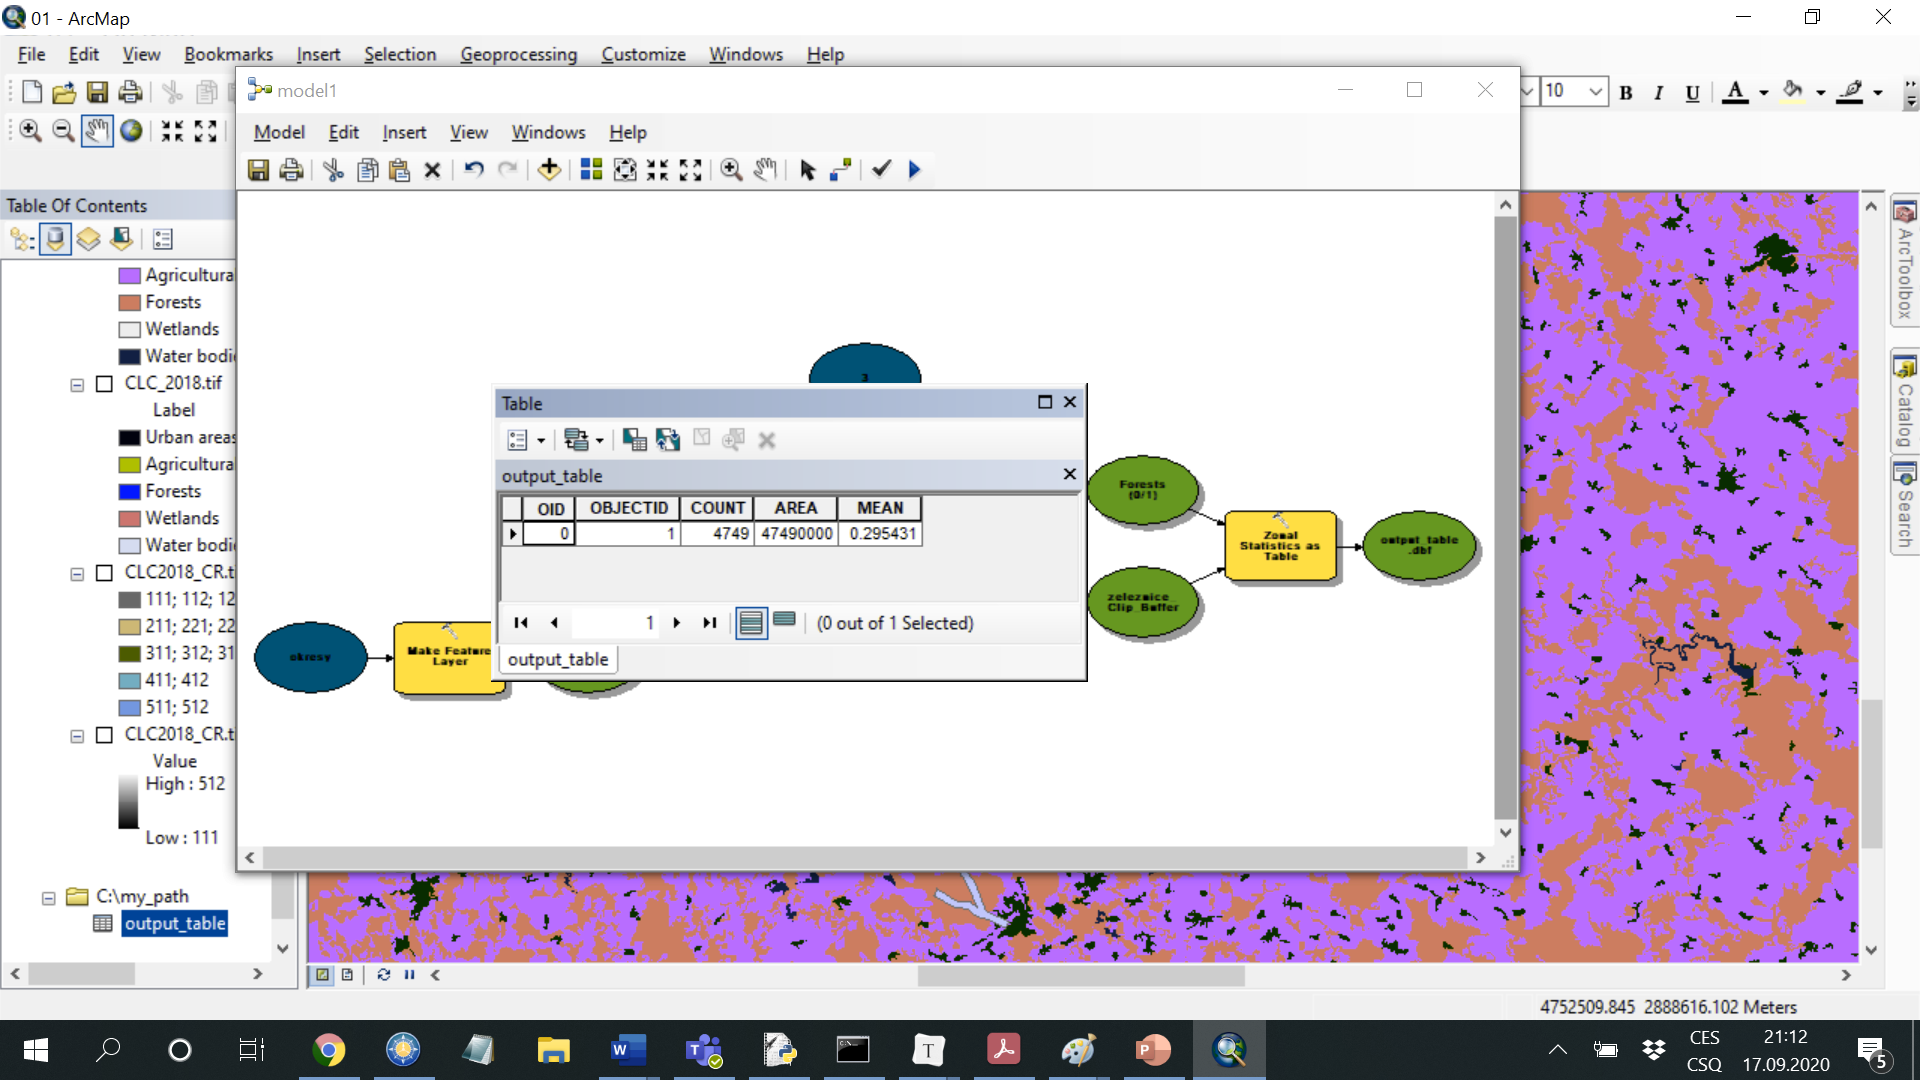 01 - ArcMap
File Edit View Bookmarks Insert Selection Geoprocessing Customize Windows Help
model1
10 B I U A
Model Edit Insert View Windows Help
Table Of Contents
Agricultura
Forests
Wetlands
Water bodi
CLC_2018.tif
Label
Urban areas
Agricultura
Forests
Wetlands
Water bodi
CLC2018_CR.t
111; 112; 12
211; 221; 22
311; 312; 31
411; 412
511; 512
CLC2018_CR.t
Value
High : 512
Low : 111
C:\my_path
output_table
3
okresy
Make Feature
Layer
Table
output_table
OID OBJECTID COUNT AREA MEAN
0 1 4749 47490000 0.295431
1 (0 out of 1 Selected)
output_table
Forests
(0/1)
zeleznice_
Clip_Buffer
Zonal
Statistics as
Table
output_table
.dbf
ArcToolbox
Catalog
Search
4752509.845 2888616.102 Meters
CES
CSQ
21:12
17.09.2020
5